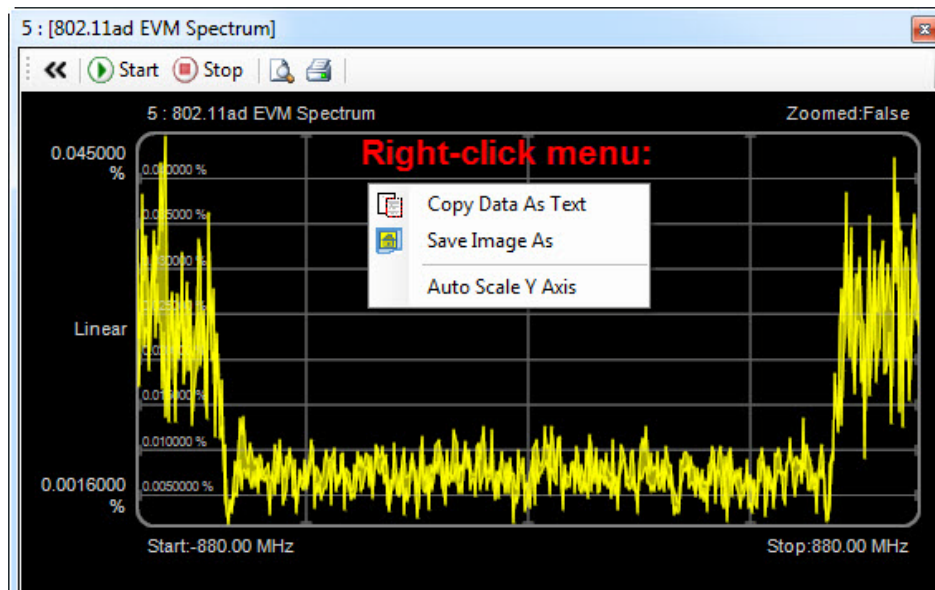 5 : [802.11ad EVM Spectrum]
Start Stop
5 : 802.11ad EVM Spectrum Zoomed:False
0.045000
%
Right-click menu:
Copy Data As Text
Save Image As
Auto Scale Y Axis
Linear
0.010000 %
0.0050000 %
0.0016000
%
Start:-880.00 MHz Stop:880.00 MHz